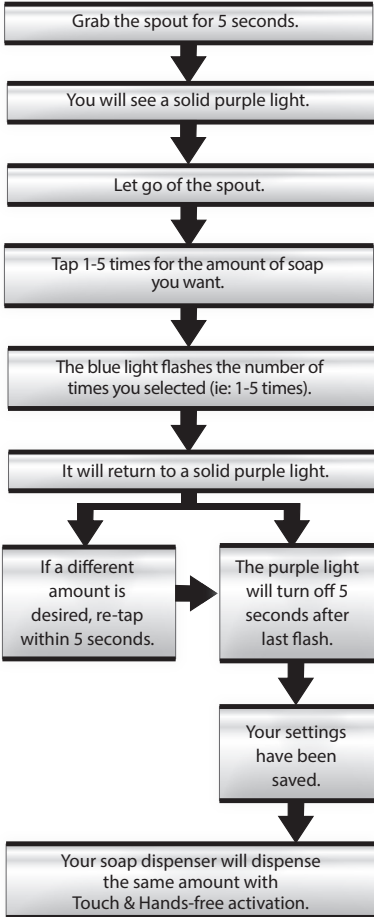 Grab the spout for 5 seconds.
You will see a solid purple light.
Let go of the spout.
Tap 1-5 times for the amount of soap
you want.
The blue light flashes the number of
times you selected (ie: 1-5 times).
It will return to a solid purple light.
If a different
amount is
desired, re-tap
within 5 seconds.
The purple light
will turn off 5
seconds after
last flash.
Your settings
have been
saved.
Your soap dispenser will dispense
the same amount with
Touch & Hands-free activation.